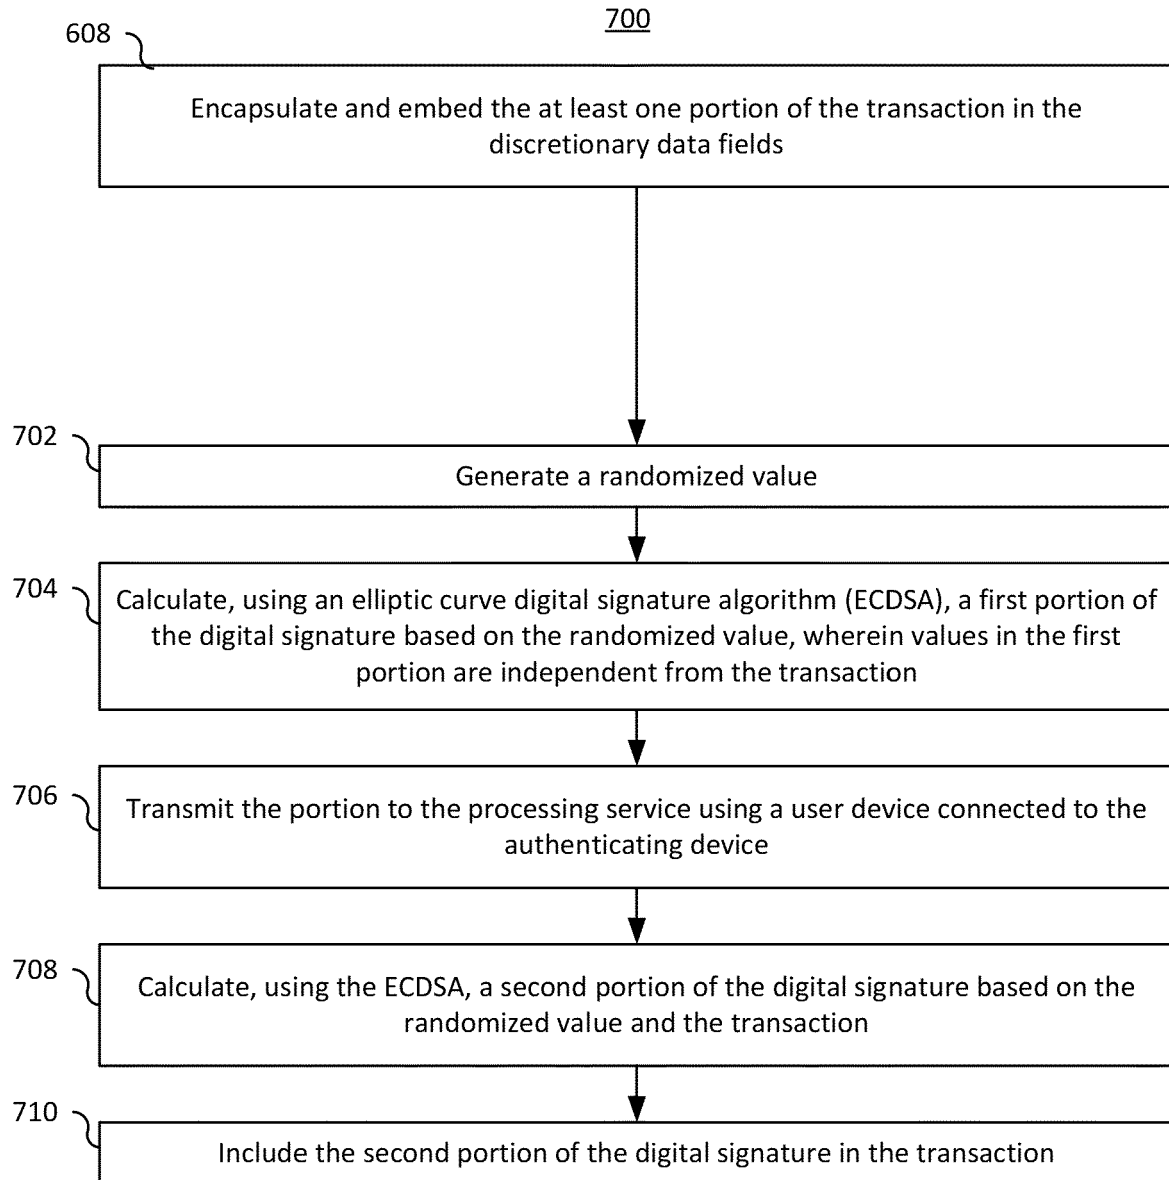 700
608
Encapsulate and embed the at least one portion of the transaction in the
discretionary data fields
702
Generate a randomized value
704
Calculate, using an elliptic curve digital signature algorithm (ECDSA), a first portion of
the digital signature based on the randomized value, wherein values in the first
portion are independent from the transaction
706
Transmit the portion to the processing service using a user device connected to the
authenticating device
708
Calculate, using the ECDSA, a second portion of the digital signature based on the
randomized value and the transaction
710
Include the second portion of the digital signature in the transaction